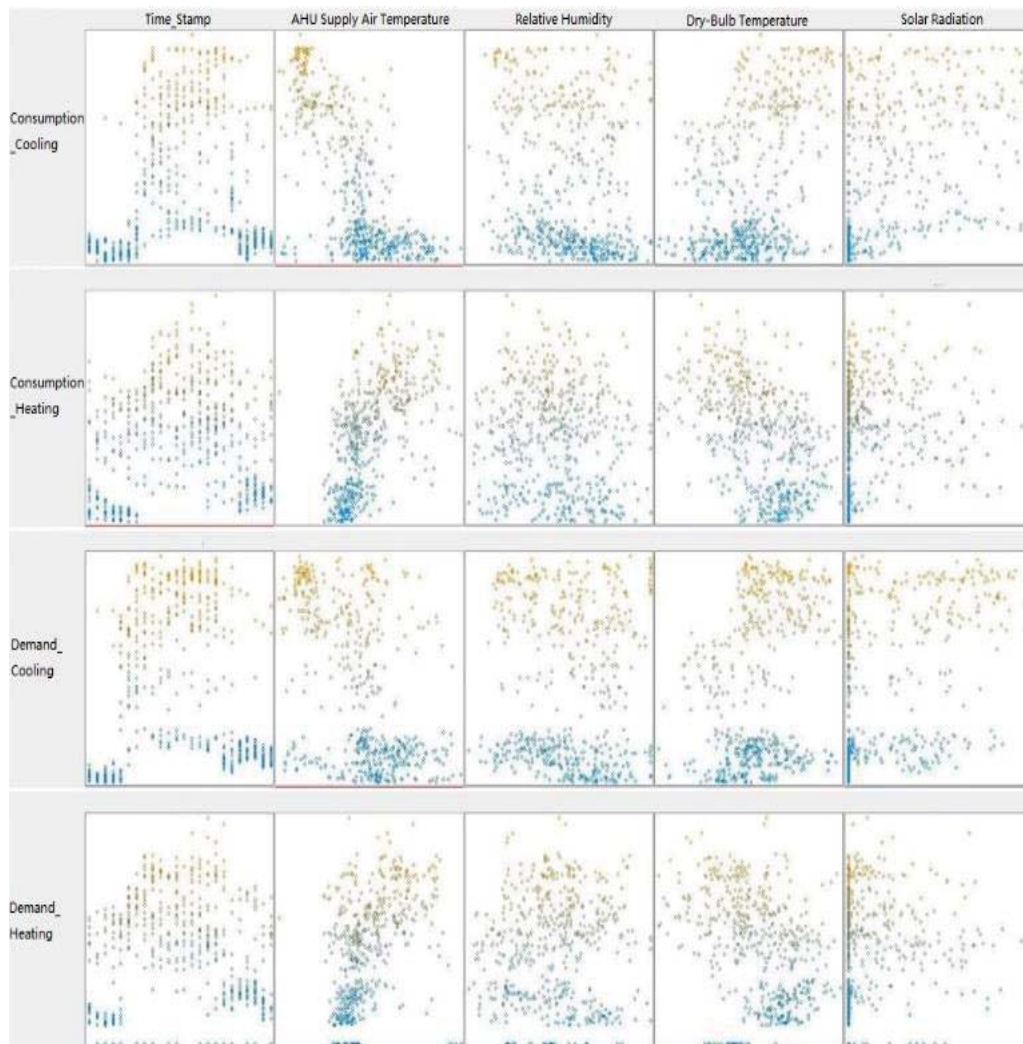 Time_Stamp
AHU Supply Air Temperature
Relative Humidity
Dry-Bulb Temperature
Solar Radiation
Consumption
_Cooling
Consumption
_Heating
Demand_
Cooling
Demand_
Heating